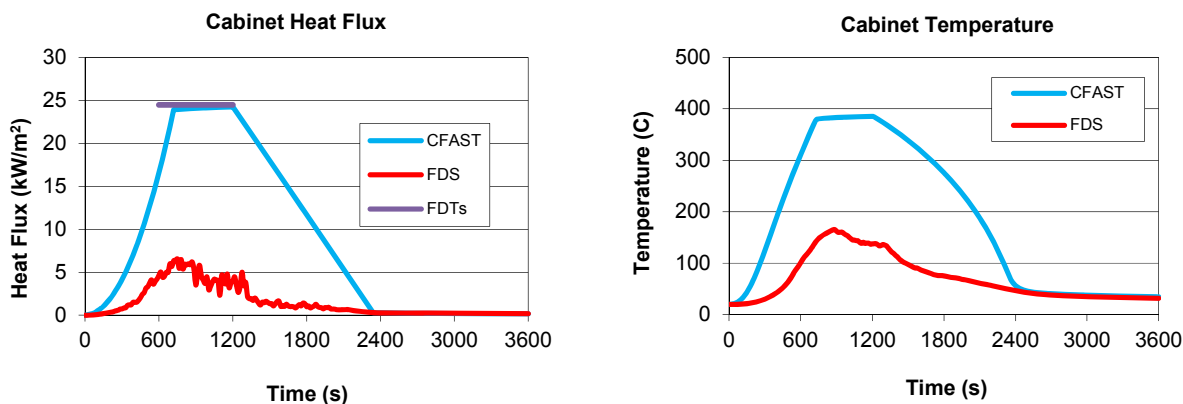 Cabinet Heat Flux
30
25
20
15
10
5
0
0 600 1200 1800 2400 3000 3600
Heat Flux (kW/m²)
Time (s)
CFAST
FDS
FDTs
Cabinet Temperature
500
400
300
200
100
0
0 600 1200 1800 2400 3000 3600
Temperature (C)
Time (s)
CFAST
FDS